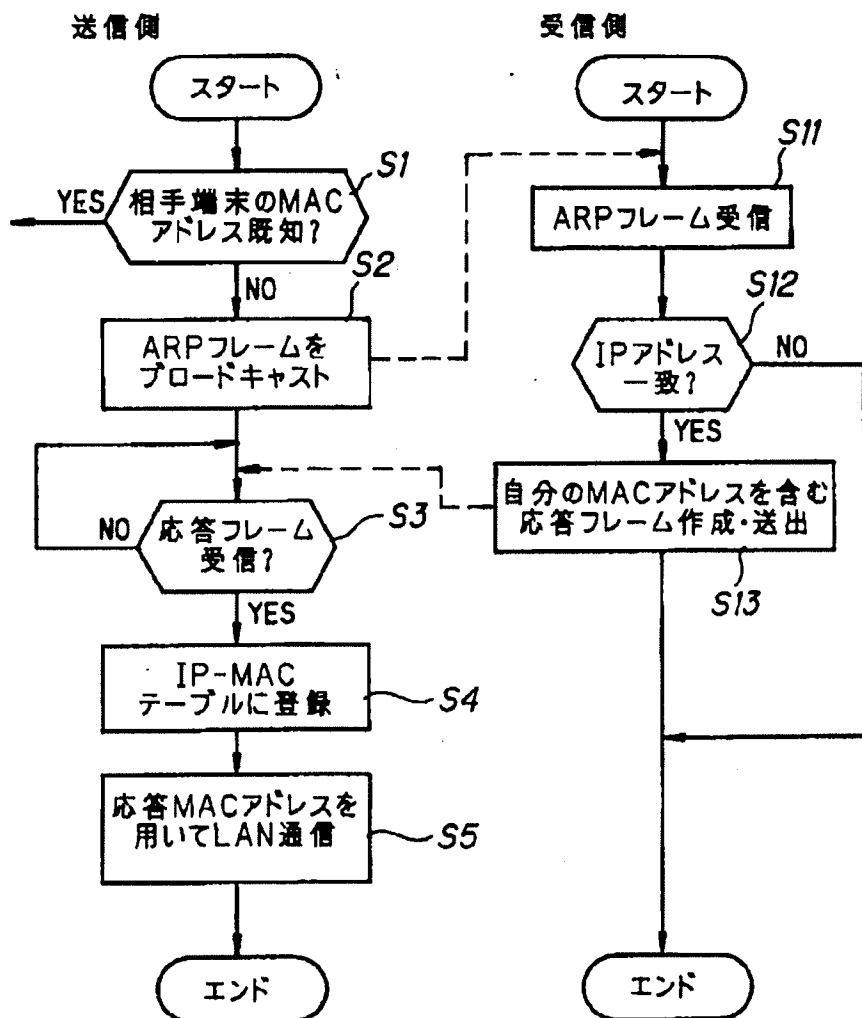 送信側
スタート
S1
YES
相手端末のMAC
アドレス既知?
NO
S2
ARPフレームを
ブロードキャスト
NO
応答フレーム
受信?
S3
YES
IP-MAC
テーブルに登録
S4
応答MACアドレスを
用いてLAN通信
S5
エンド
受信側
スタート
S11
ARPフレーム受信
S12
IPアドレス
一致?
NO
YES
自分のMACアドレスを含む
応答フレーム作成・送出
S13
エンド